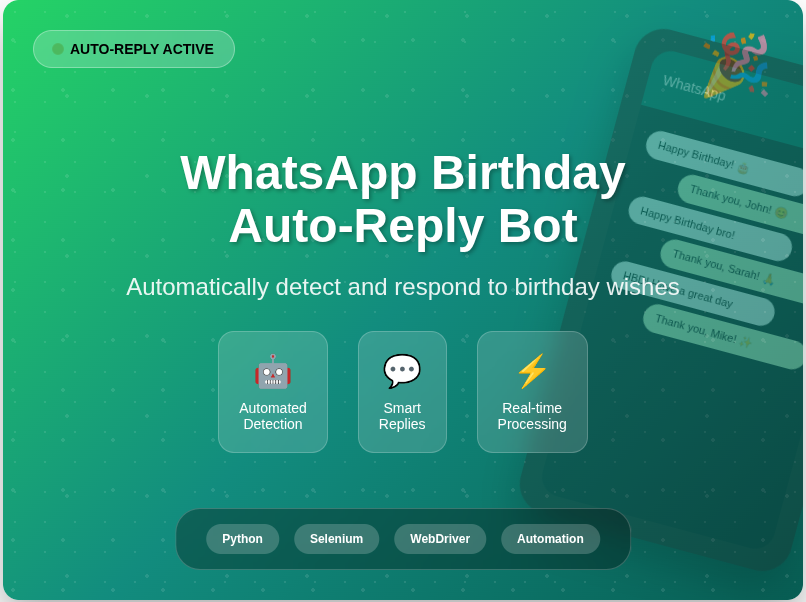 AUTO-REPLY ACTIVE
WhatsApp
Happy Birthday! 🎂
Thank you, John! 😊
Happy Birthday bro!
Thank you, Sarah! 🙏
HBD! a great day
Thank you, Mike! ✨
WhatsApp Birthday
Auto-Reply Bot
Automatically detect and respond to birthday wishes
Automated
Detection
Smart
Replies
Real-time
Processing
Python
Selenium
WebDriver
Automation